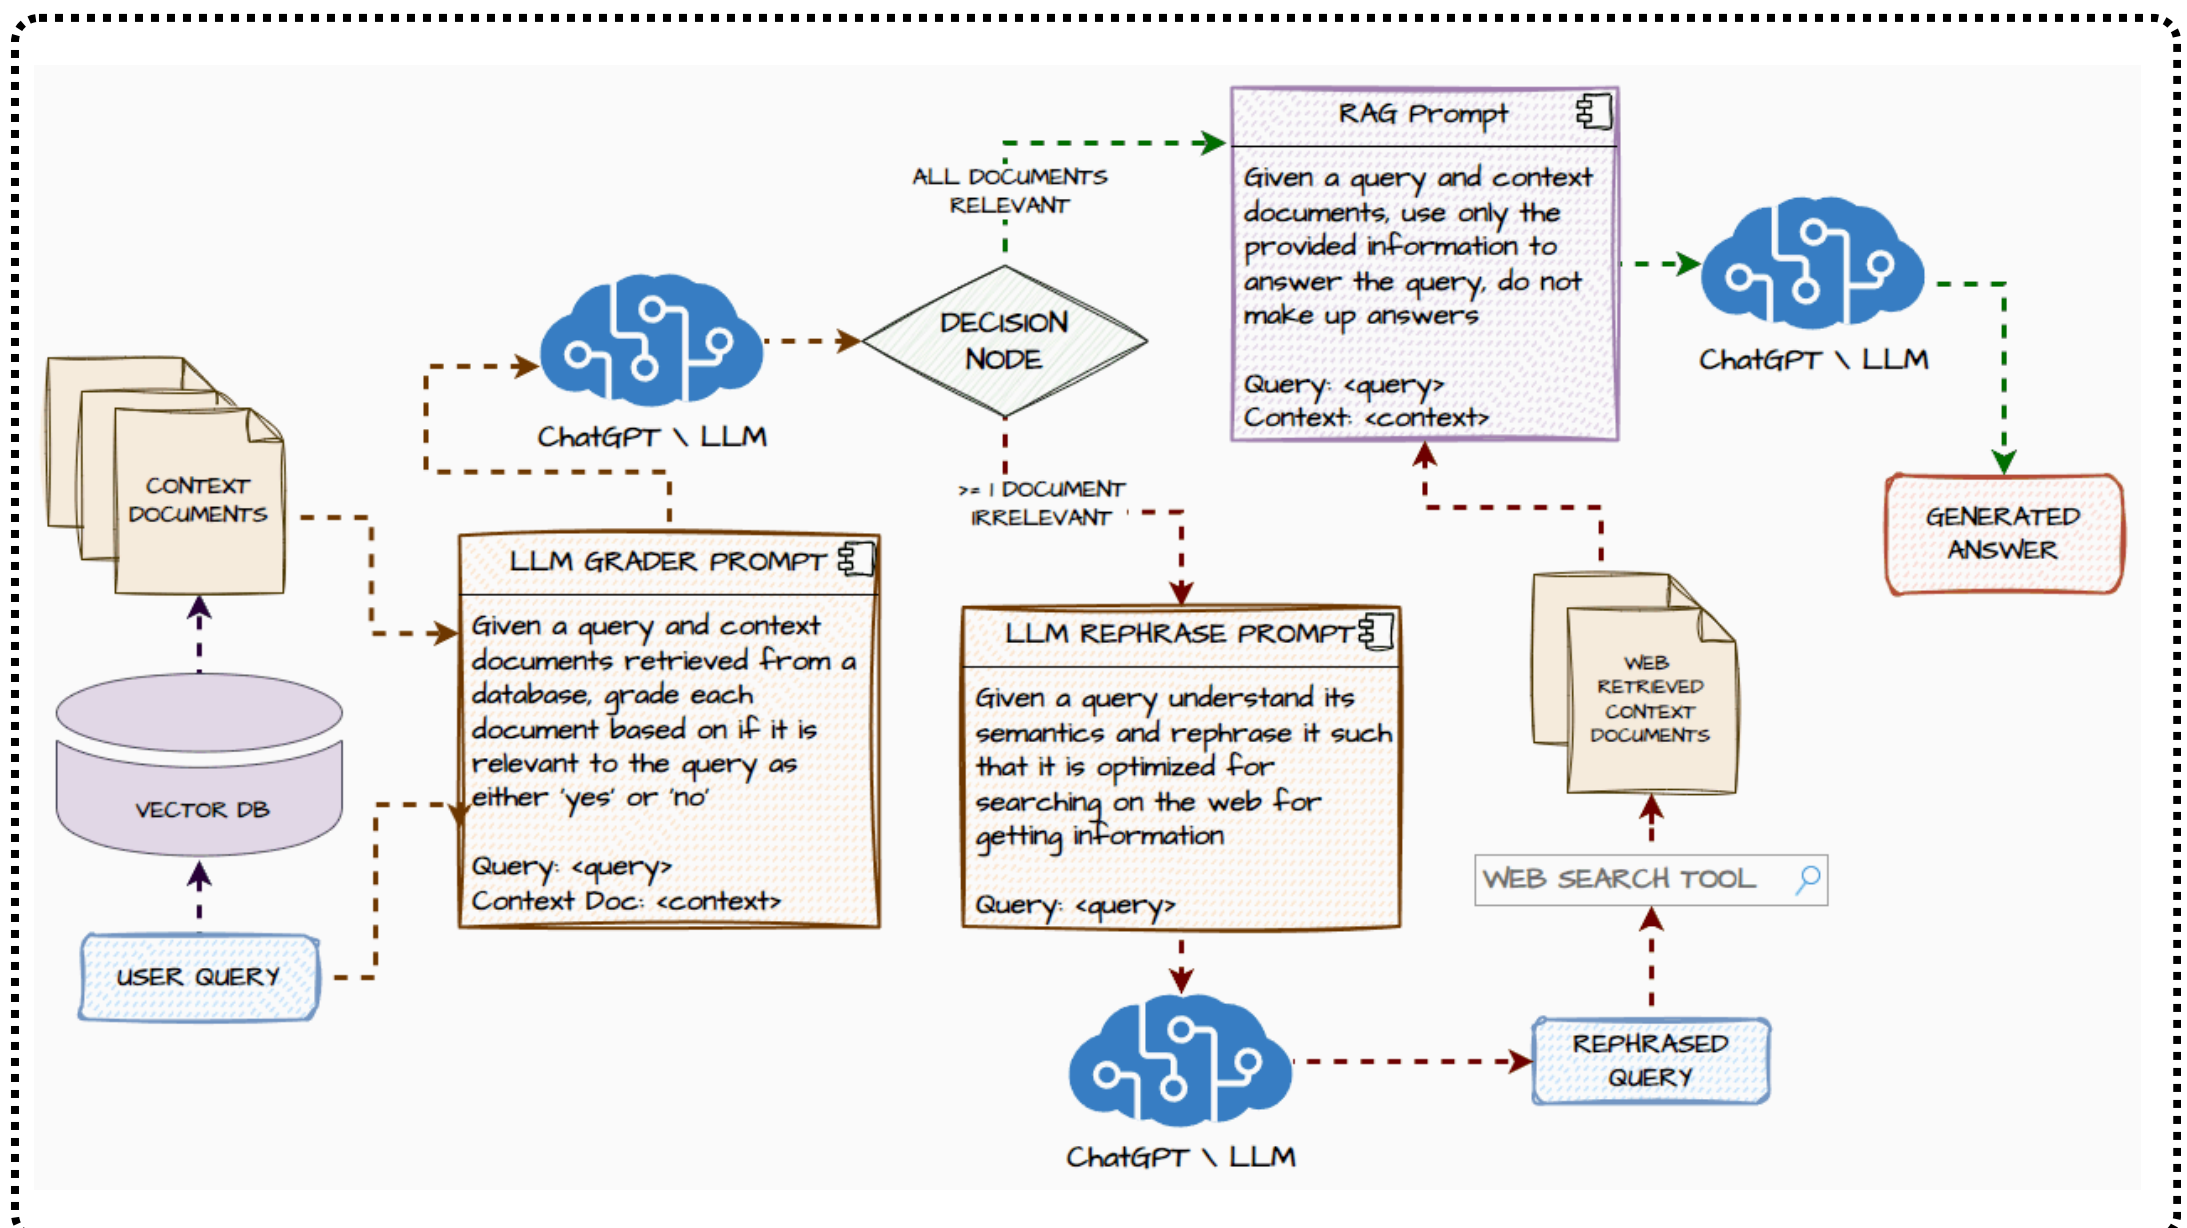 CONTEXT
DOCUMENTS
VECTOR DB
USER QUERY
LLM GRADER PROMPT
Given a query and context
documents retrieved from a
database, grade each
document based on if it is
relevant to the query as
either 'yes' or 'no'
Query: <query>
Context Doc: <context>
ChatGPT \ LLM
DECISION
NODE
ALL DOCUMENTS
RELEVANT
>= 1 DOCUMENT
IRRELEVANT
RAG Prompt
Given a query and context
documents, use only the
provided information to
answer the query, do not
make up answers
Query: <query>
Context: <context>
ChatGPT \ LLM
GENERATED
ANSWER
LLM REPHRASE PROMPT
Given a query understand its
semantics and rephrase it such
that it is optimized for
searching on the web for
getting information
Query: <query>
ChatGPT \ LLM
REPHRASED
QUERY
WEB SEARCH TOOL
WEB
RETRIEVED
CONTEXT
DOCUMENTS